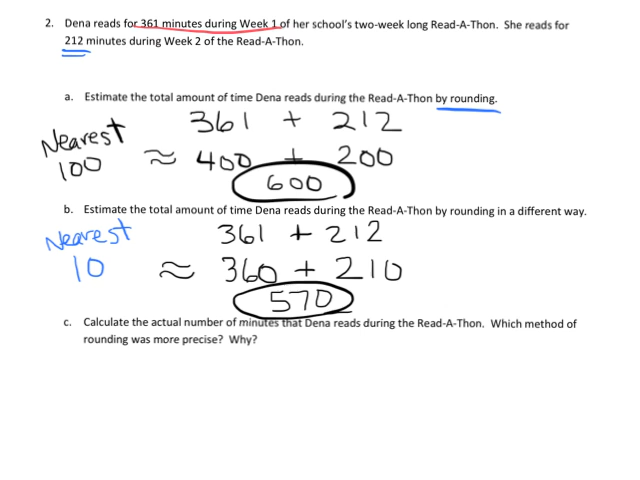 2. Dena reads for 361 minutes during Week 1 of her school's two-week long Read-A-Thon. She reads for
212 minutes during Week 2 of the Read-A-Thon.
a. Estimate the total amount of time Dena reads during the Read-A-Thon by rounding.
361 + 212
Nearest
100
≈ 400 + 200
600
b. Estimate the total amount of time Dena reads during the Read-A-Thon by rounding in a different way.
Nearest
361 + 212
10
≈ 360 + 210
570
c. Calculate the actual number of minutes that Dena reads during the Read-A-Thon. Which method of
rounding was more precise? Why?